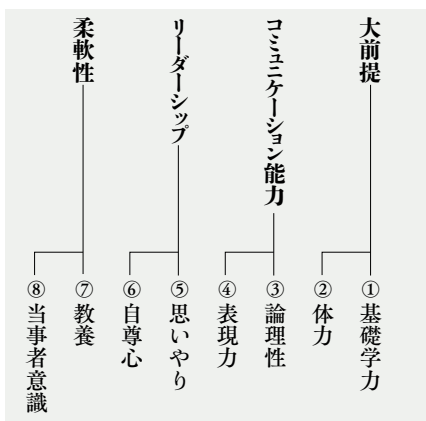 大前提
①基礎学力
②体力
コミュニケーション能力
③論理性
④表現力
リーダーシップ
⑤思いやり
⑥自尊心
柔軟性
⑦教養
⑧当事者意識